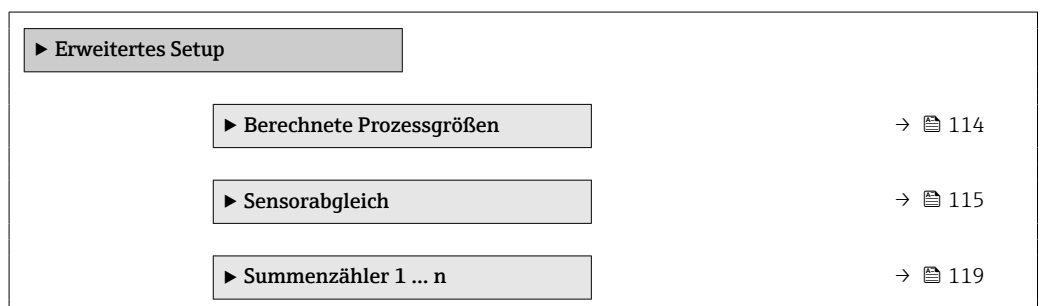 ▶ Erweitertes Setup
▶ Berechnete Prozessgrößen → 114
▶ Sensorabgleich → 115
▶ Summenzähler 1 ... n → 119